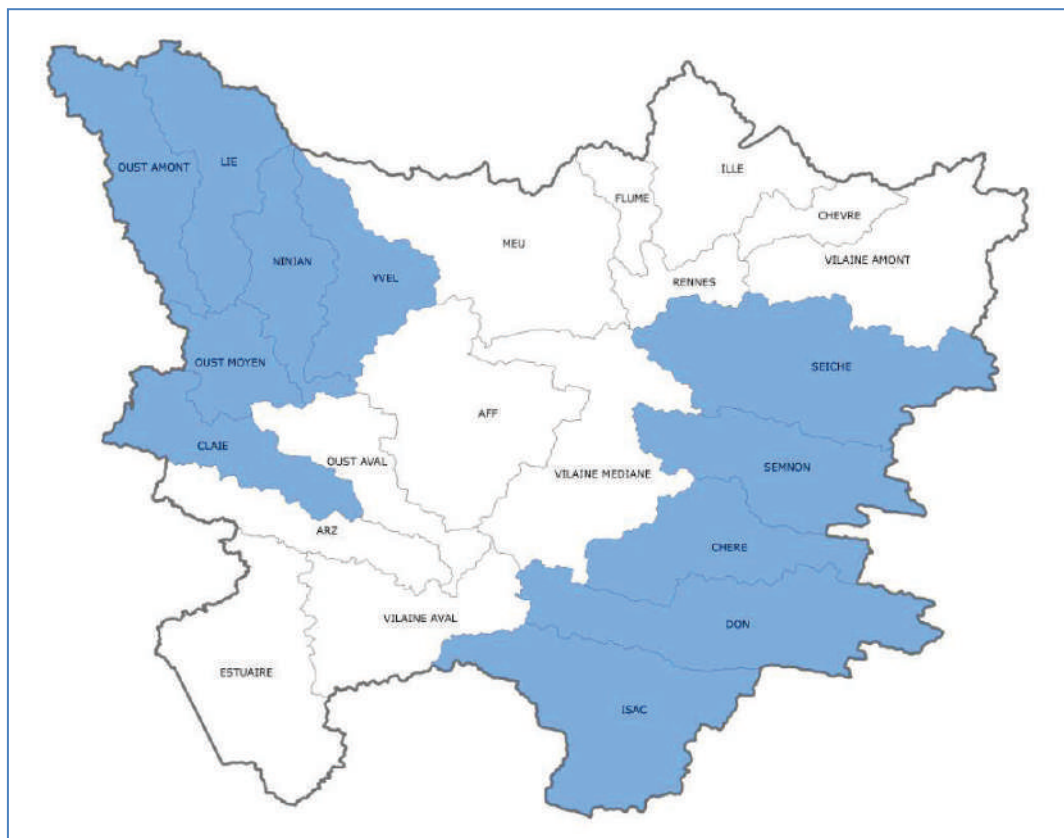 OUST AMONT
LIE
ILLE
FLUME
CHEVRE
MEU
VILAINE AMONT
NINIAN
YVEL
RENNES
OUST MOYEN
SEICHE
AFF
CLAIE
OUST AVAL
SEMNON
VILAINE MEDIANE
ARZ
CHERE
VILAINE AVAL
DON
ESTUAIRE
ISAC